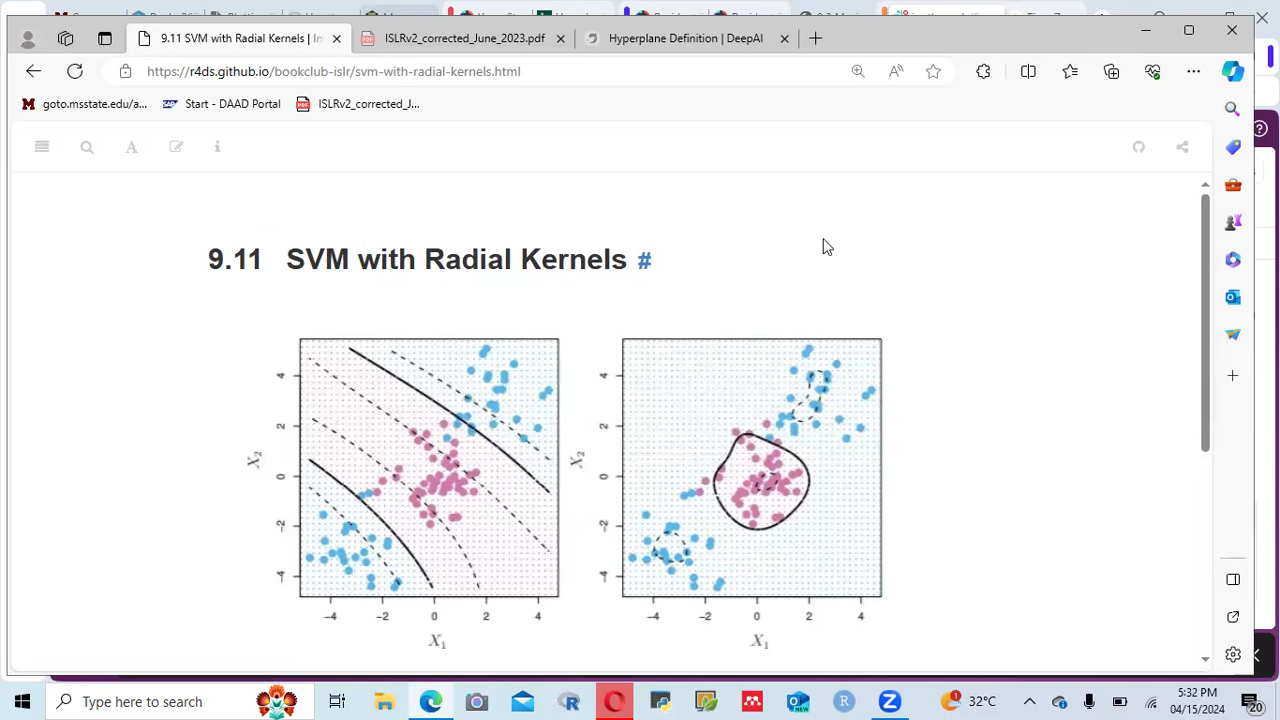 9.11 SVM with Radial Kernels | In
ISLRv2_corrected_June_2023.pdf
Hyperplane Definition | DeepAI
https://r4ds.github.io/bookclub-islr/svm-with-radial-kernels.html
goto.msstate.edu/a...
Start - DAAD Portal
ISLRv2_corrected_J...
9.11 SVM with Radial Kernels #
4
2
0
−2
−4
X2
−4 −2 0 2 4
X1
4
2
0
−2
−4
X2
−4 −2 0 2 4
X1
Type here to search
32°C
5:32 PM
04/15/2024
20